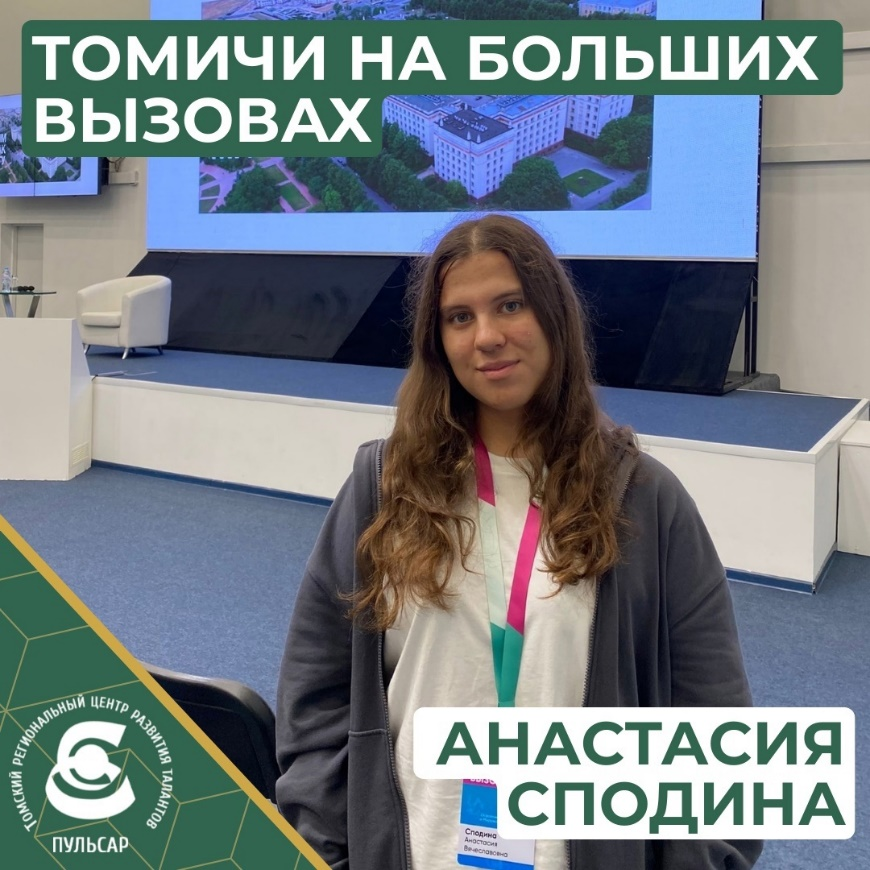 ТОМИЧИ НА БОЛЬШИХ
ВЫЗОВАХ
АНАСТАСИЯ
СПОДИНА
Сподина
Анастасия
Вячеславовна
ТОМСКИЙ РЕГИОНАЛЬНЫЙ ЦЕНТР РАЗВИТИЯ ТАЛАНТОВ
ПУЛЬСАР